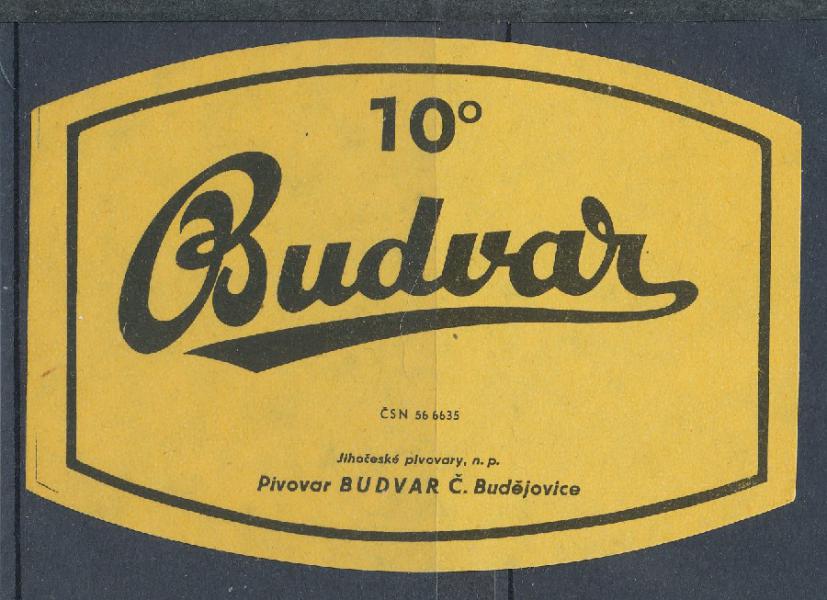 10°
Budvar
ČSN 56 6635
Jihočeské pivovary, n. p.
Pivovar BUDVAR Č. Budějovice